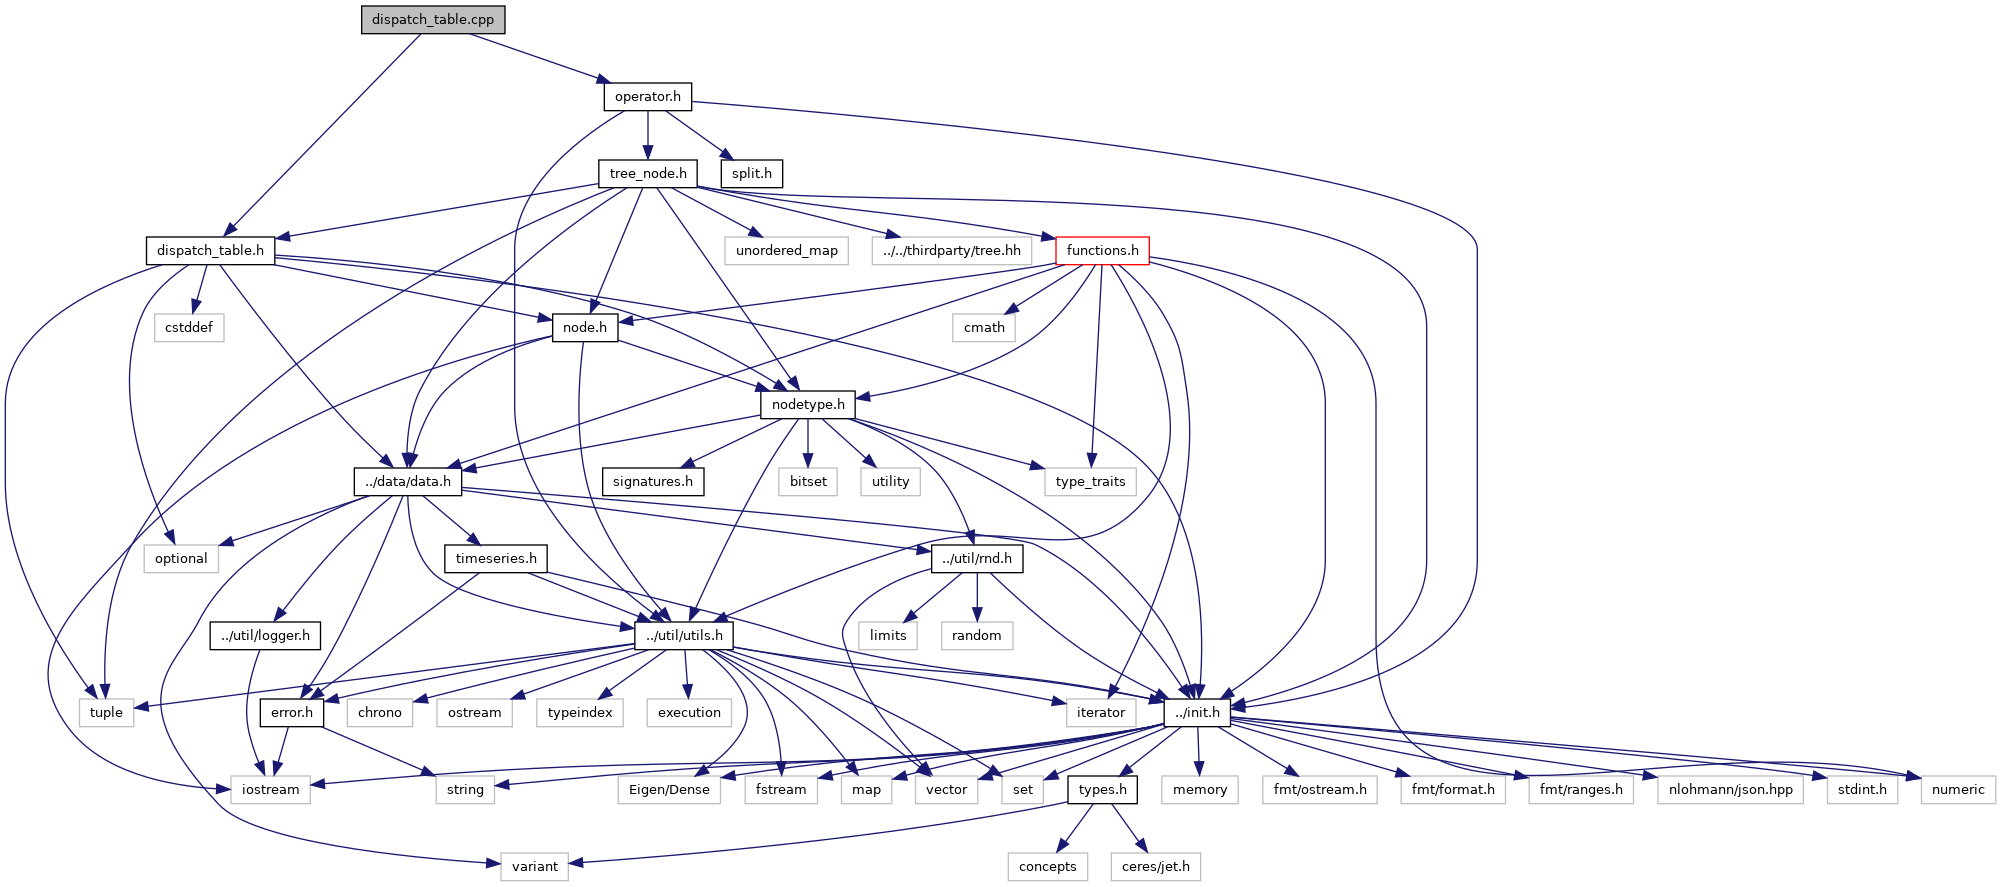 dispatch_table.cpp
operator.h
tree_node.h
split.h
dispatch_table.h
unordered_map
../../thirdparty/tree.hh
functions.h
cstddef
node.h
cmath
nodetype.h
../data/data.h
signatures.h
bitset
utility
type_traits
optional
timeseries.h
../util/rnd.h
../util/logger.h
../util/utils.h
limits
random
tuple
error.h
chrono
ostream
typeindex
execution
iterator
../init.h
iostream
string
Eigen/Dense
fstream
map
vector
set
types.h
memory
fmt/ostream.h
fmt/format.h
fmt/ranges.h
nlohmann/json.hpp
stdint.h
numeric
variant
concepts
ceres/jet.h